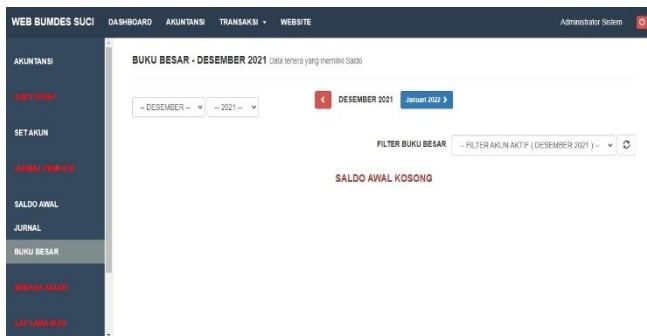 WEB BUMDES SUCI DASHBOARD AKUNTANSI TRANSAKSI WEBSITE Administrator Sistem
AKUNTANSI
BUKU BESAR - DESEMBER 2021 Data tertera yang memiliki Saldo
-- DESEMBER -- -- 2021 -- DESEMBER 2021 Januari 2022
SET AKUN
FILTER BUKU BESAR -- FILTER AKUN AKTIF ( DESEMBER 2021 ) --
SALDO AWAL KOSONG
SALDO AWAL
JURNAL
BUKU BESAR